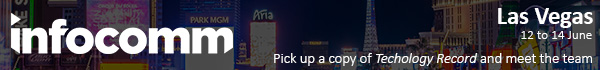 PARK MGM
Aria
infocomm
Las Vegas
12 to 14 June
Pick up a copy of Techology Record and meet the team